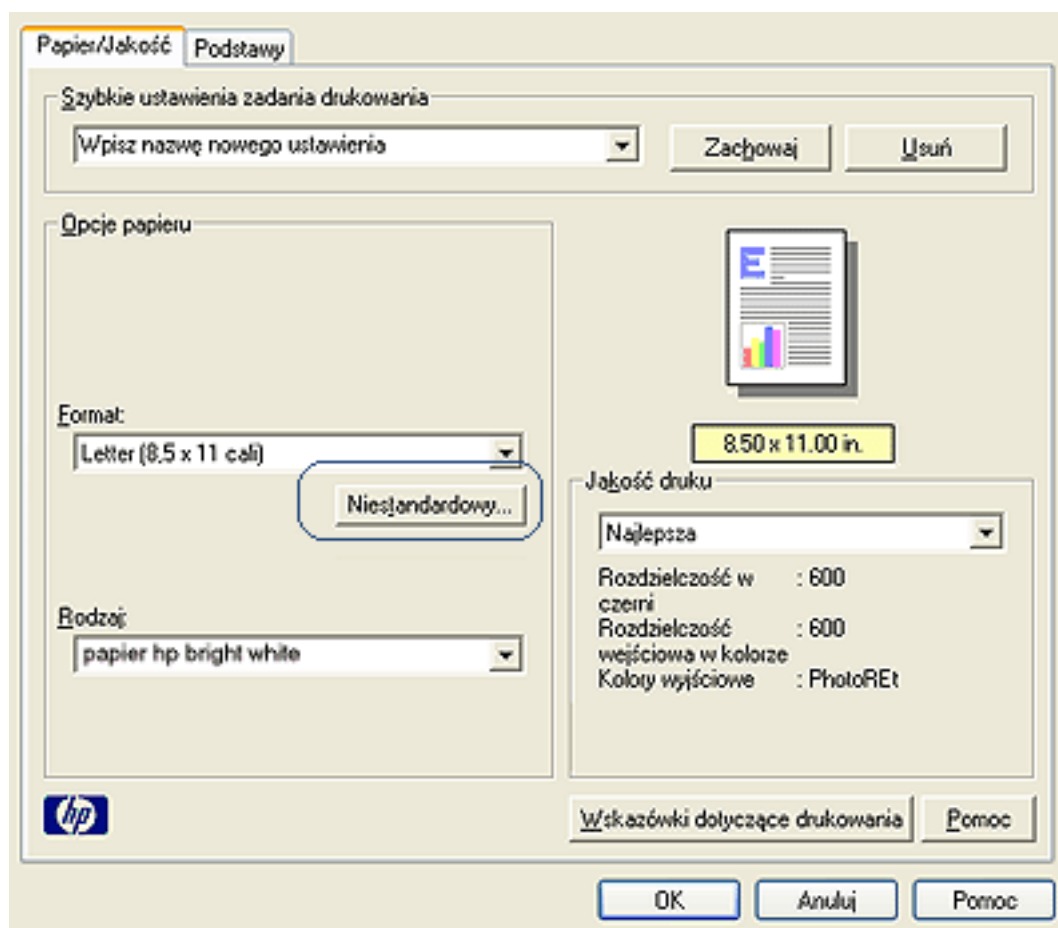 Papier/Jakość Podstawy
Szybkie ustawienia zadania drukowania
Wpisz nazwę nowego ustawienia Zachowaj Usuń
Opcje papieru
E
Format:
Letter (8,5 x 11 cali)
8.50 x 11.00 in.
Niestandardowy...
Jakość druku
Najlepsza
Rozdzielczość w : 600
czerni
Rozdzielczość : 600
wejściowa w kolorze
Kolory wyjściowe : PhotoREt
Rodzaj:
papier hp bright white
hp
Wskazówki dotyczące drukowania Pomoc
OK Anuluj Pomoc